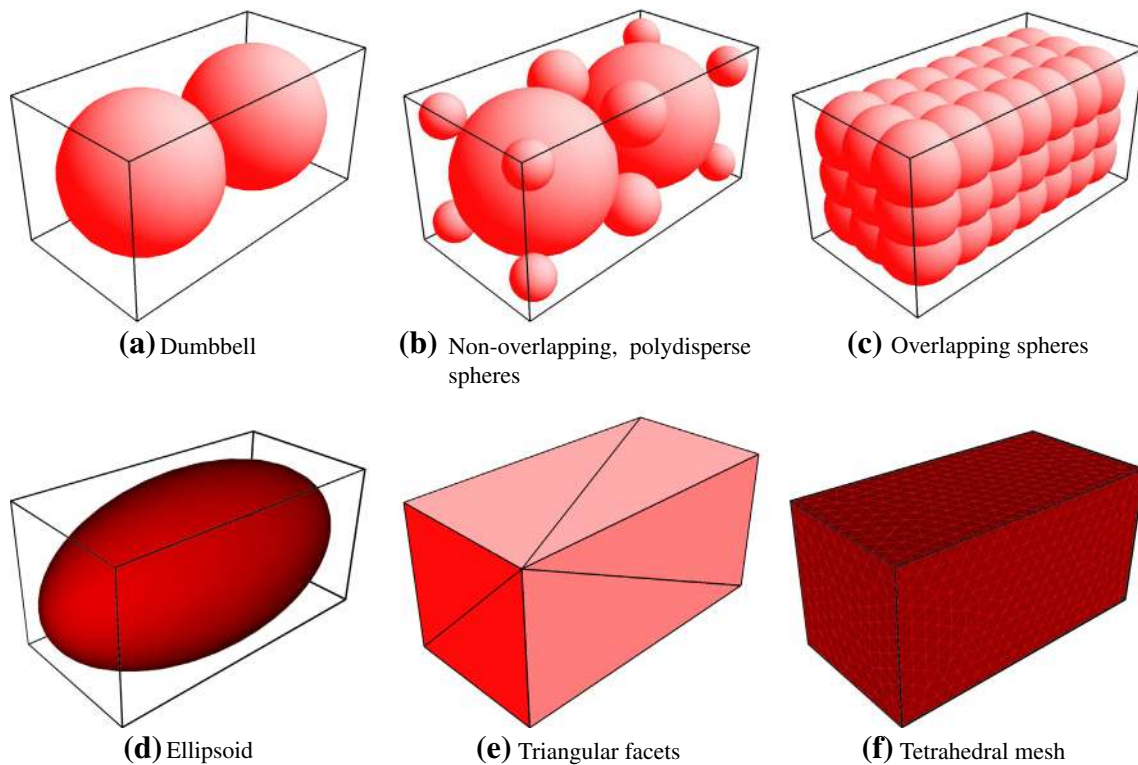 (a) Dumbbell
(b) Non-overlapping, polydisperse
spheres
(c) Overlapping spheres
(d) Ellipsoid
(e) Triangular facets
(f) Tetrahedral mesh